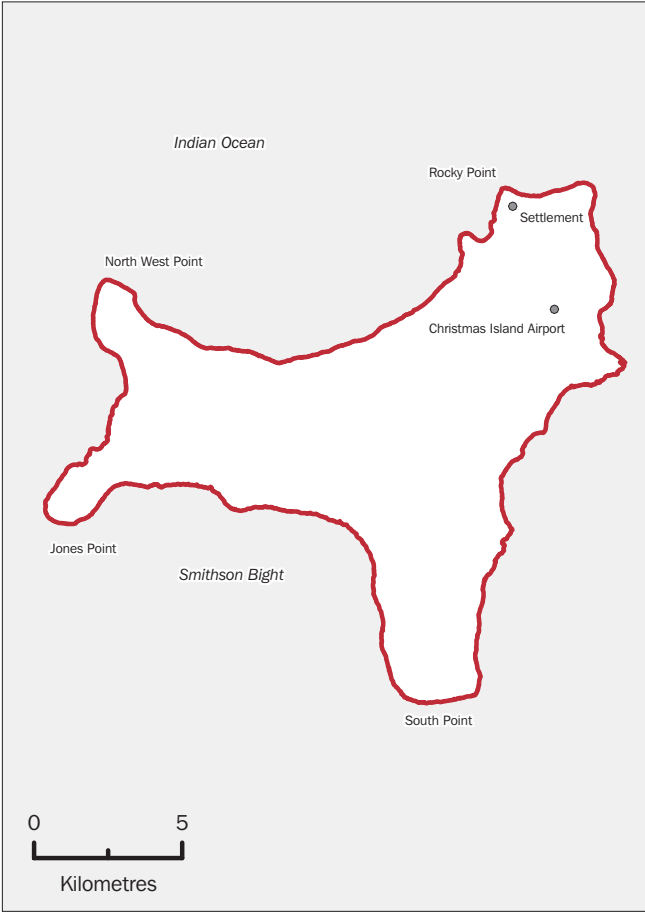 Indian Ocean
Rocky Point
Settlement
North West Point
Christmas Island Airport
Jones Point
Smithson Bight
South Point
0 5
Kilometres